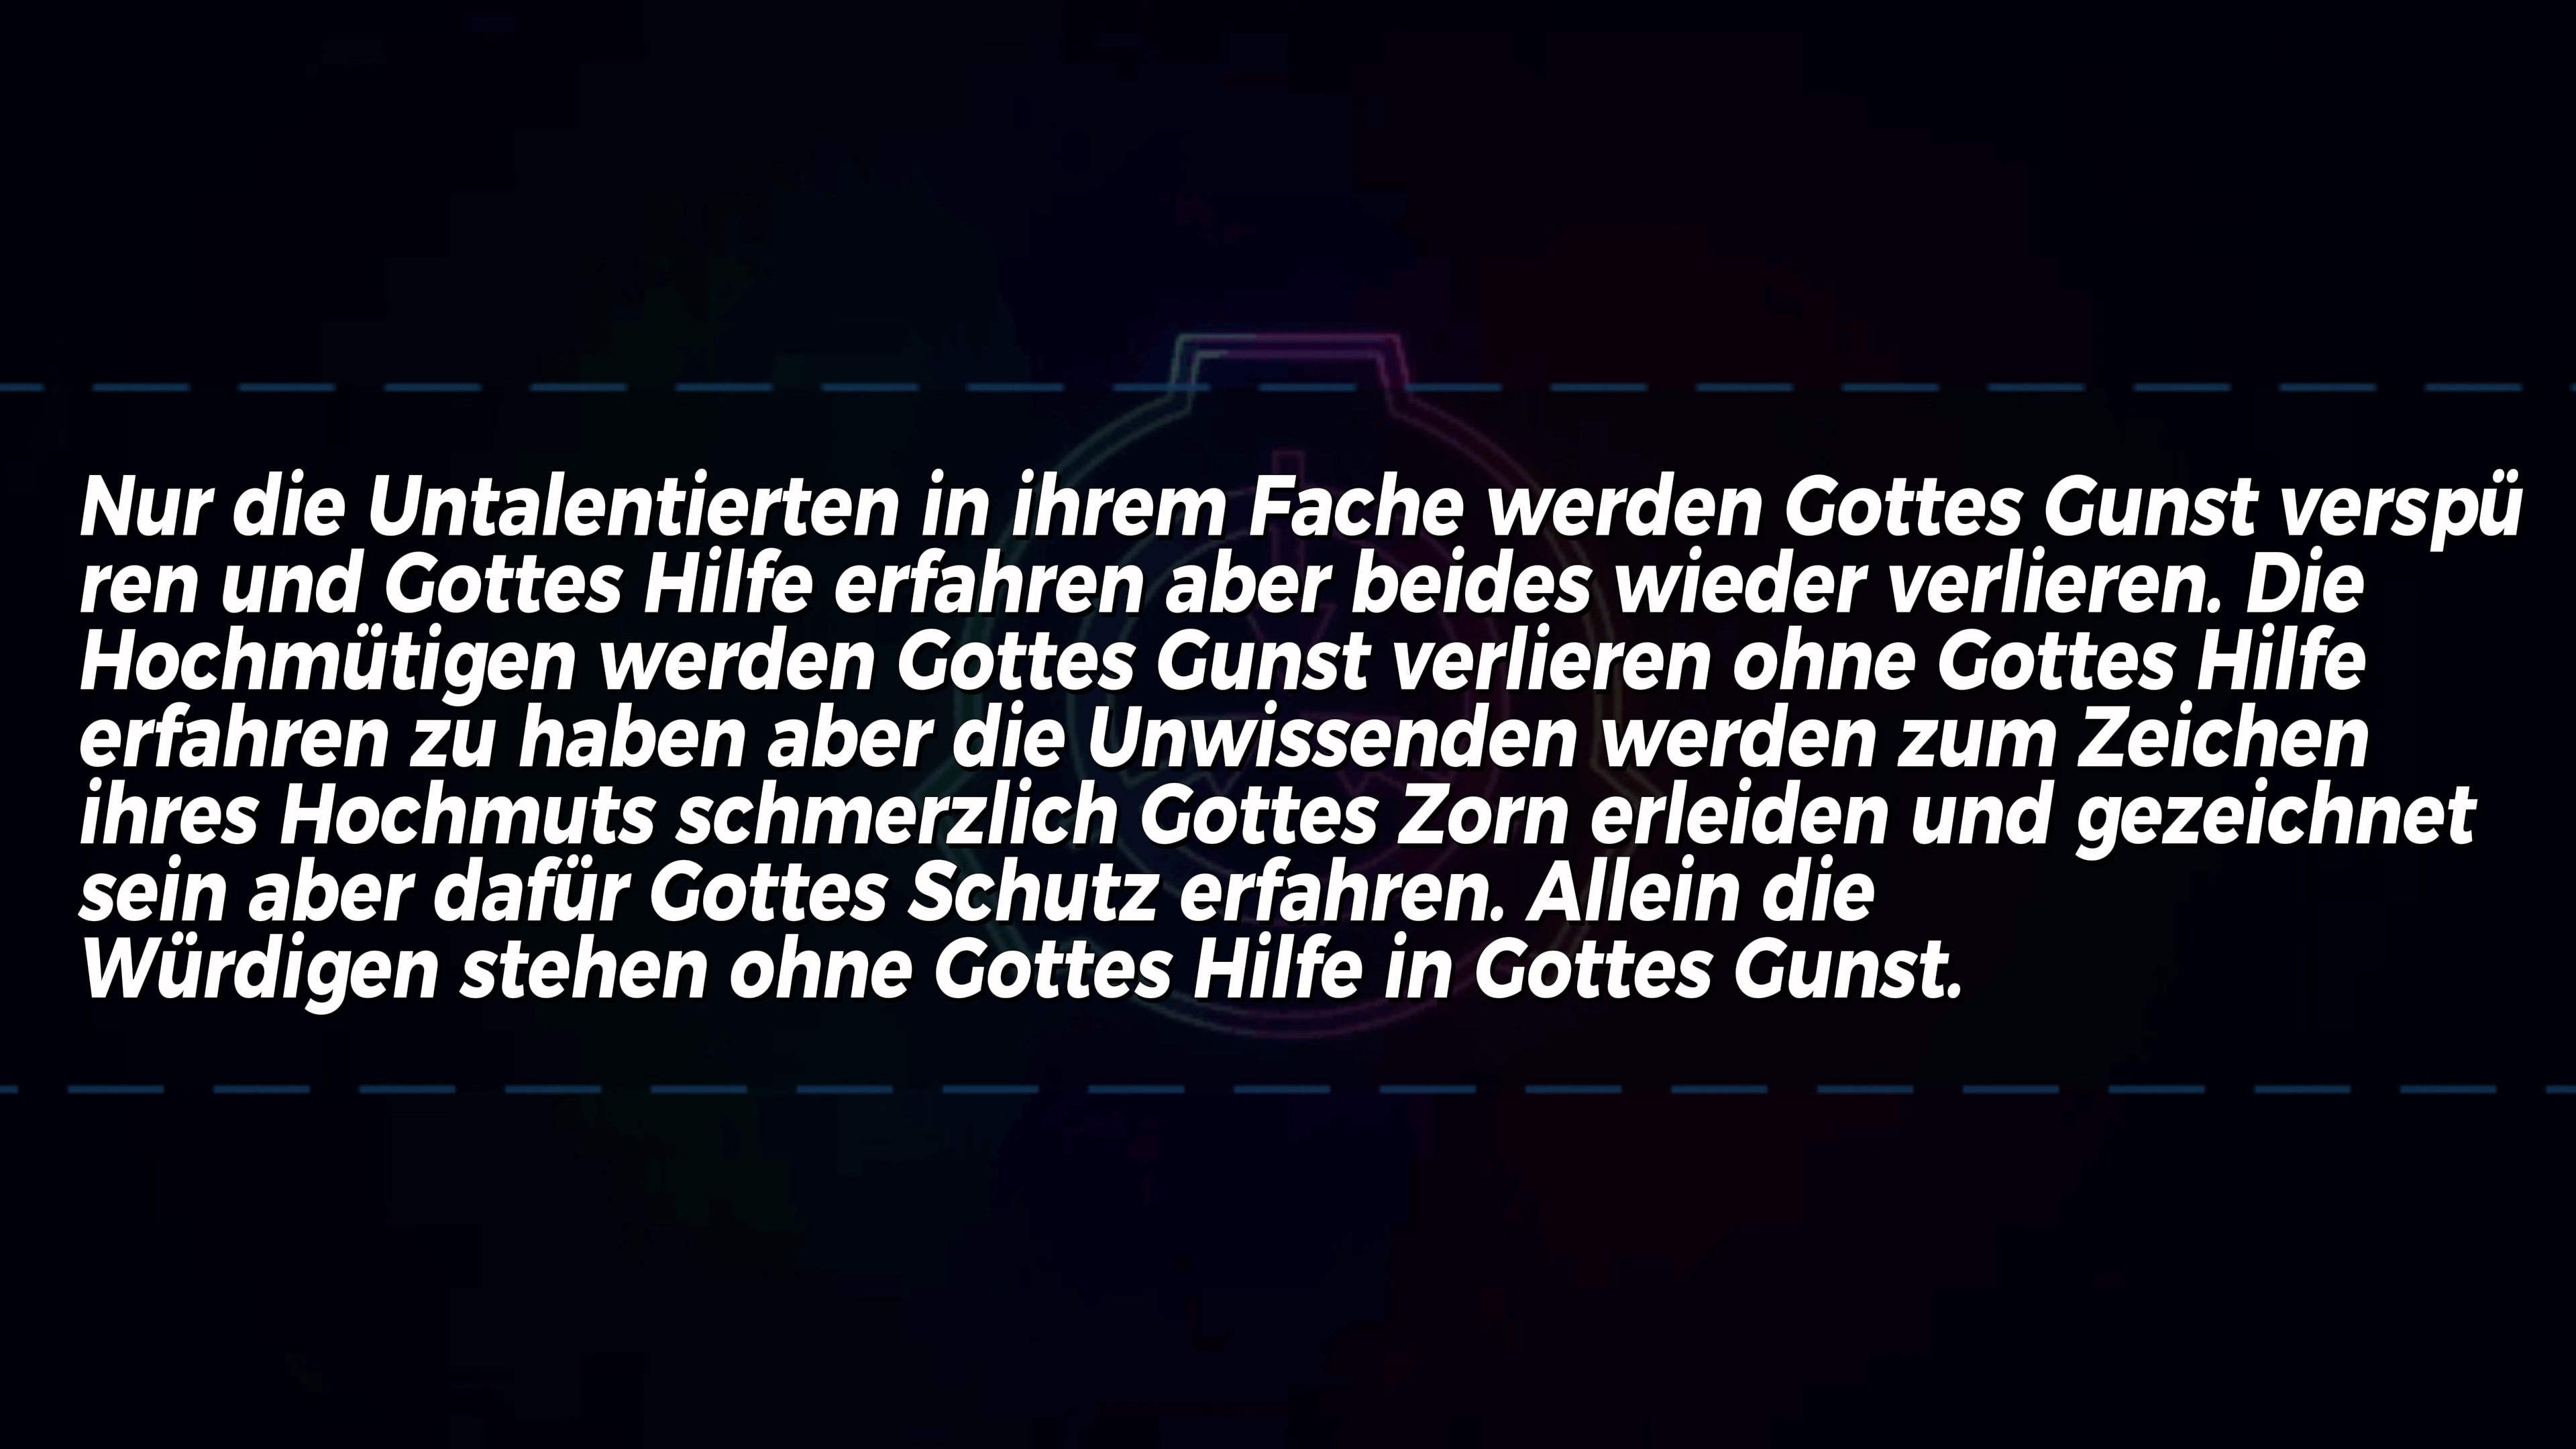 Nur die Untalentierten in ihrem Fache werden Gottes Gunst verspü
ren und Gottes Hilfe erfahren aber beides wieder verlieren. Die
Hochmütigen werden Gottes Gunst verlieren ohne Gottes Hilfe
erfahren zu haben aber die Unwissenden werden zum Zeichen
ihres Hochmuts schmerzlich Gottes Zorn erleiden und gezeichnet
sein aber dafür Gottes Schutz erfahren. Allein die
Würdigen stehen ohne Gottes Hilfe in Gottes Gunst.